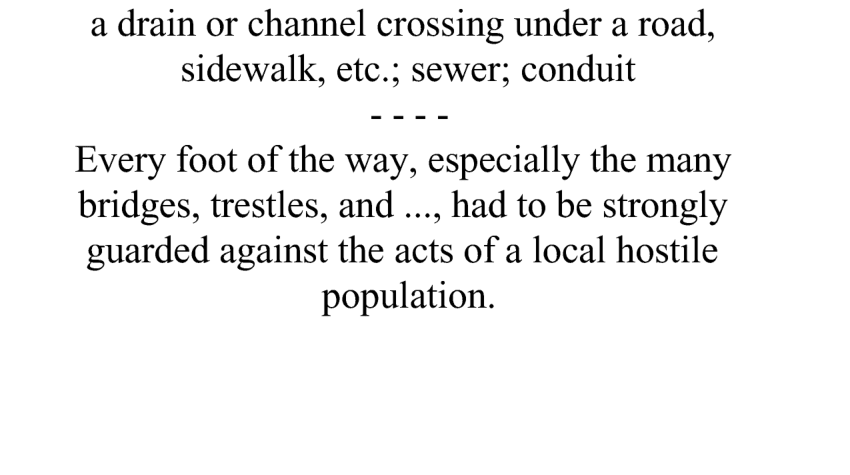 a drain or channel crossing under a road,
sidewalk, etc.; sewer; conduit
- - - -
Every foot of the way, especially the many
bridges, trestles, and ..., had to be strongly
guarded against the acts of a local hostile
population.